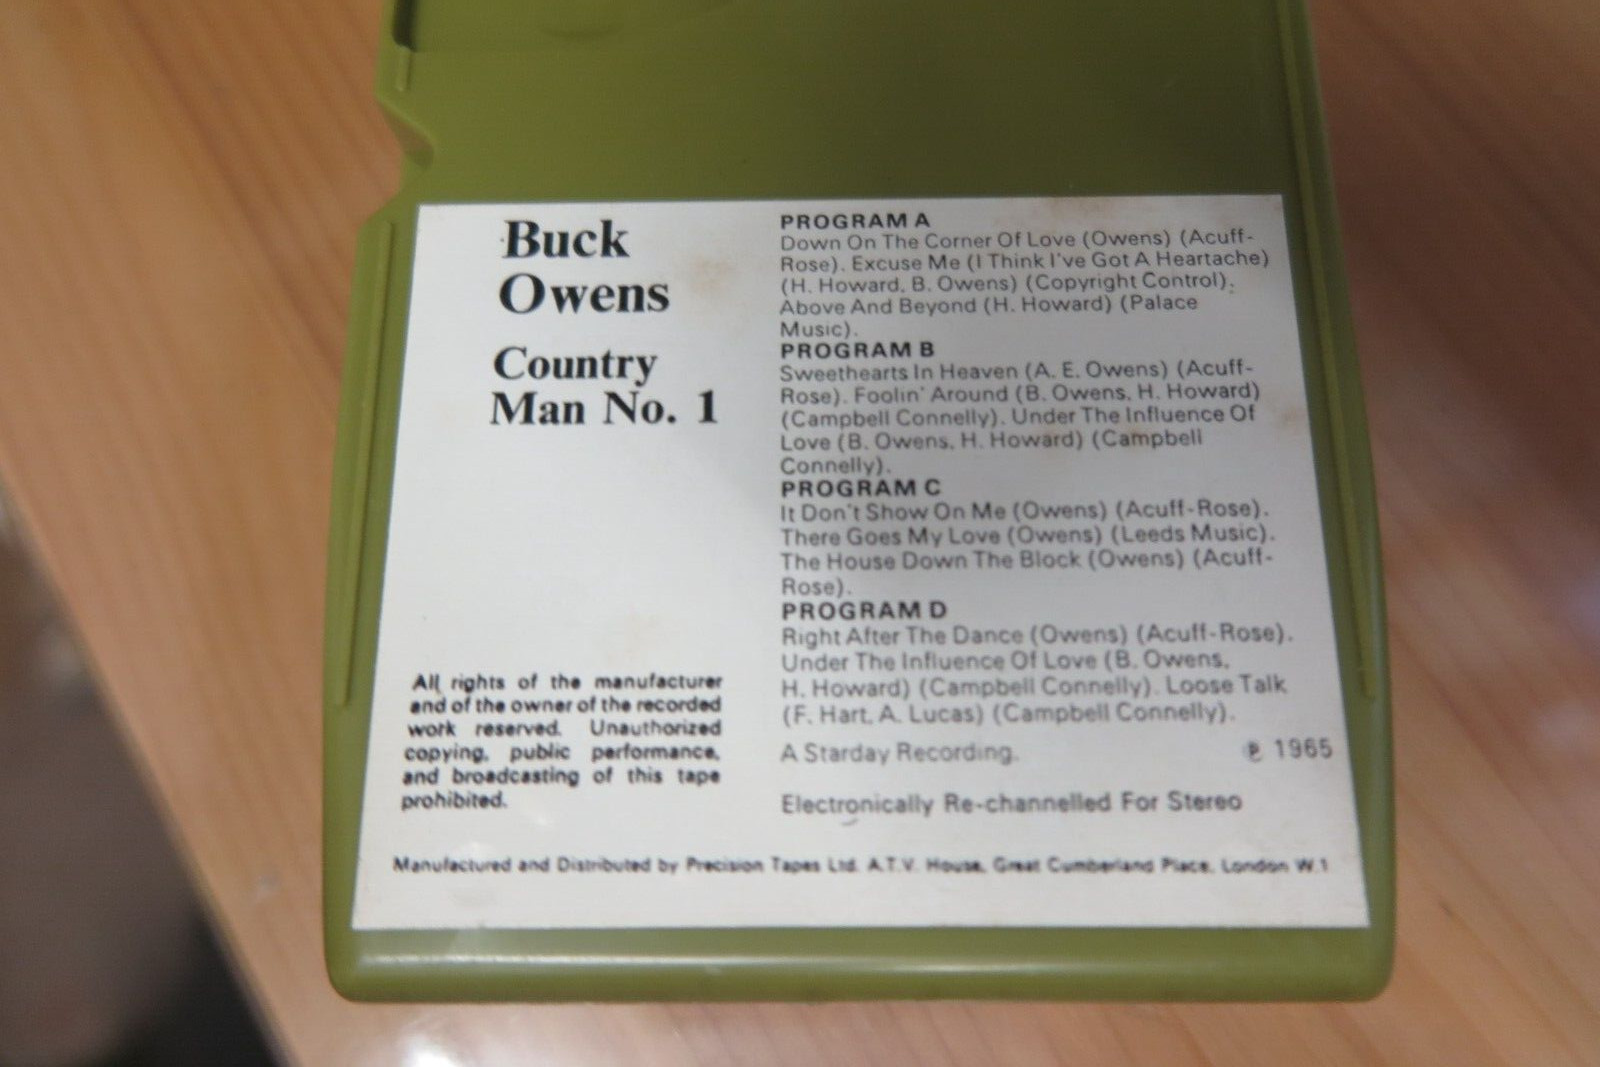 Buck
Owens
Country
Man No. 1
All rights of the manufacturer
and of the owner of the recorded
work reserved. Unauthorized
copying, public performance,
and broadcasting of this tape
prohibited.
PROGRAM A
Down On The Corner Of Love (Owens) (Acuff-
Rose). Excuse Me (I Think I've Got A Heartache)
(H. Howard, B. Owens) (Copyright Control).
Above And Beyond (H. Howard) (Palace
Music).
PROGRAM B
Sweethearts In Heaven (A. E. Owens) (Acuff-
Rose). Foolin' Around (B. Owens, H. Howard)
(Campbell Connelly). Under The Influence Of
Love (B. Owens, H. Howard) (Campbell
Connelly).
PROGRAM C
It Don't Show On Me (Owens) (Acuff-Rose).
There Goes My Love (Owens) (Leeds Music).
The House Down The Block (Owens) (Acuff-
Rose).
PROGRAM D
Right After The Dance (Owens) (Acuff-Rose).
Under The Influence Of Love (B. Owens,
H. Howard) (Campbell Connelly). Loose Talk
(F. Hart, A. Lucas) (Campbell Connelly).
A Starday Recording. ℗ 1965
Electronically Re-channelled For Stereo
Manufactured and Distributed by Precision Tapes Ltd. A.T.V. House, Great Cumberland Place, London W.1